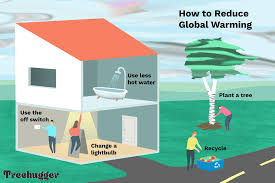 How to Reduce
Global Warming
Use less
hot water
Plant a tree
Use the
off switch
Change a
lightbulb
Recycle
Treehugger